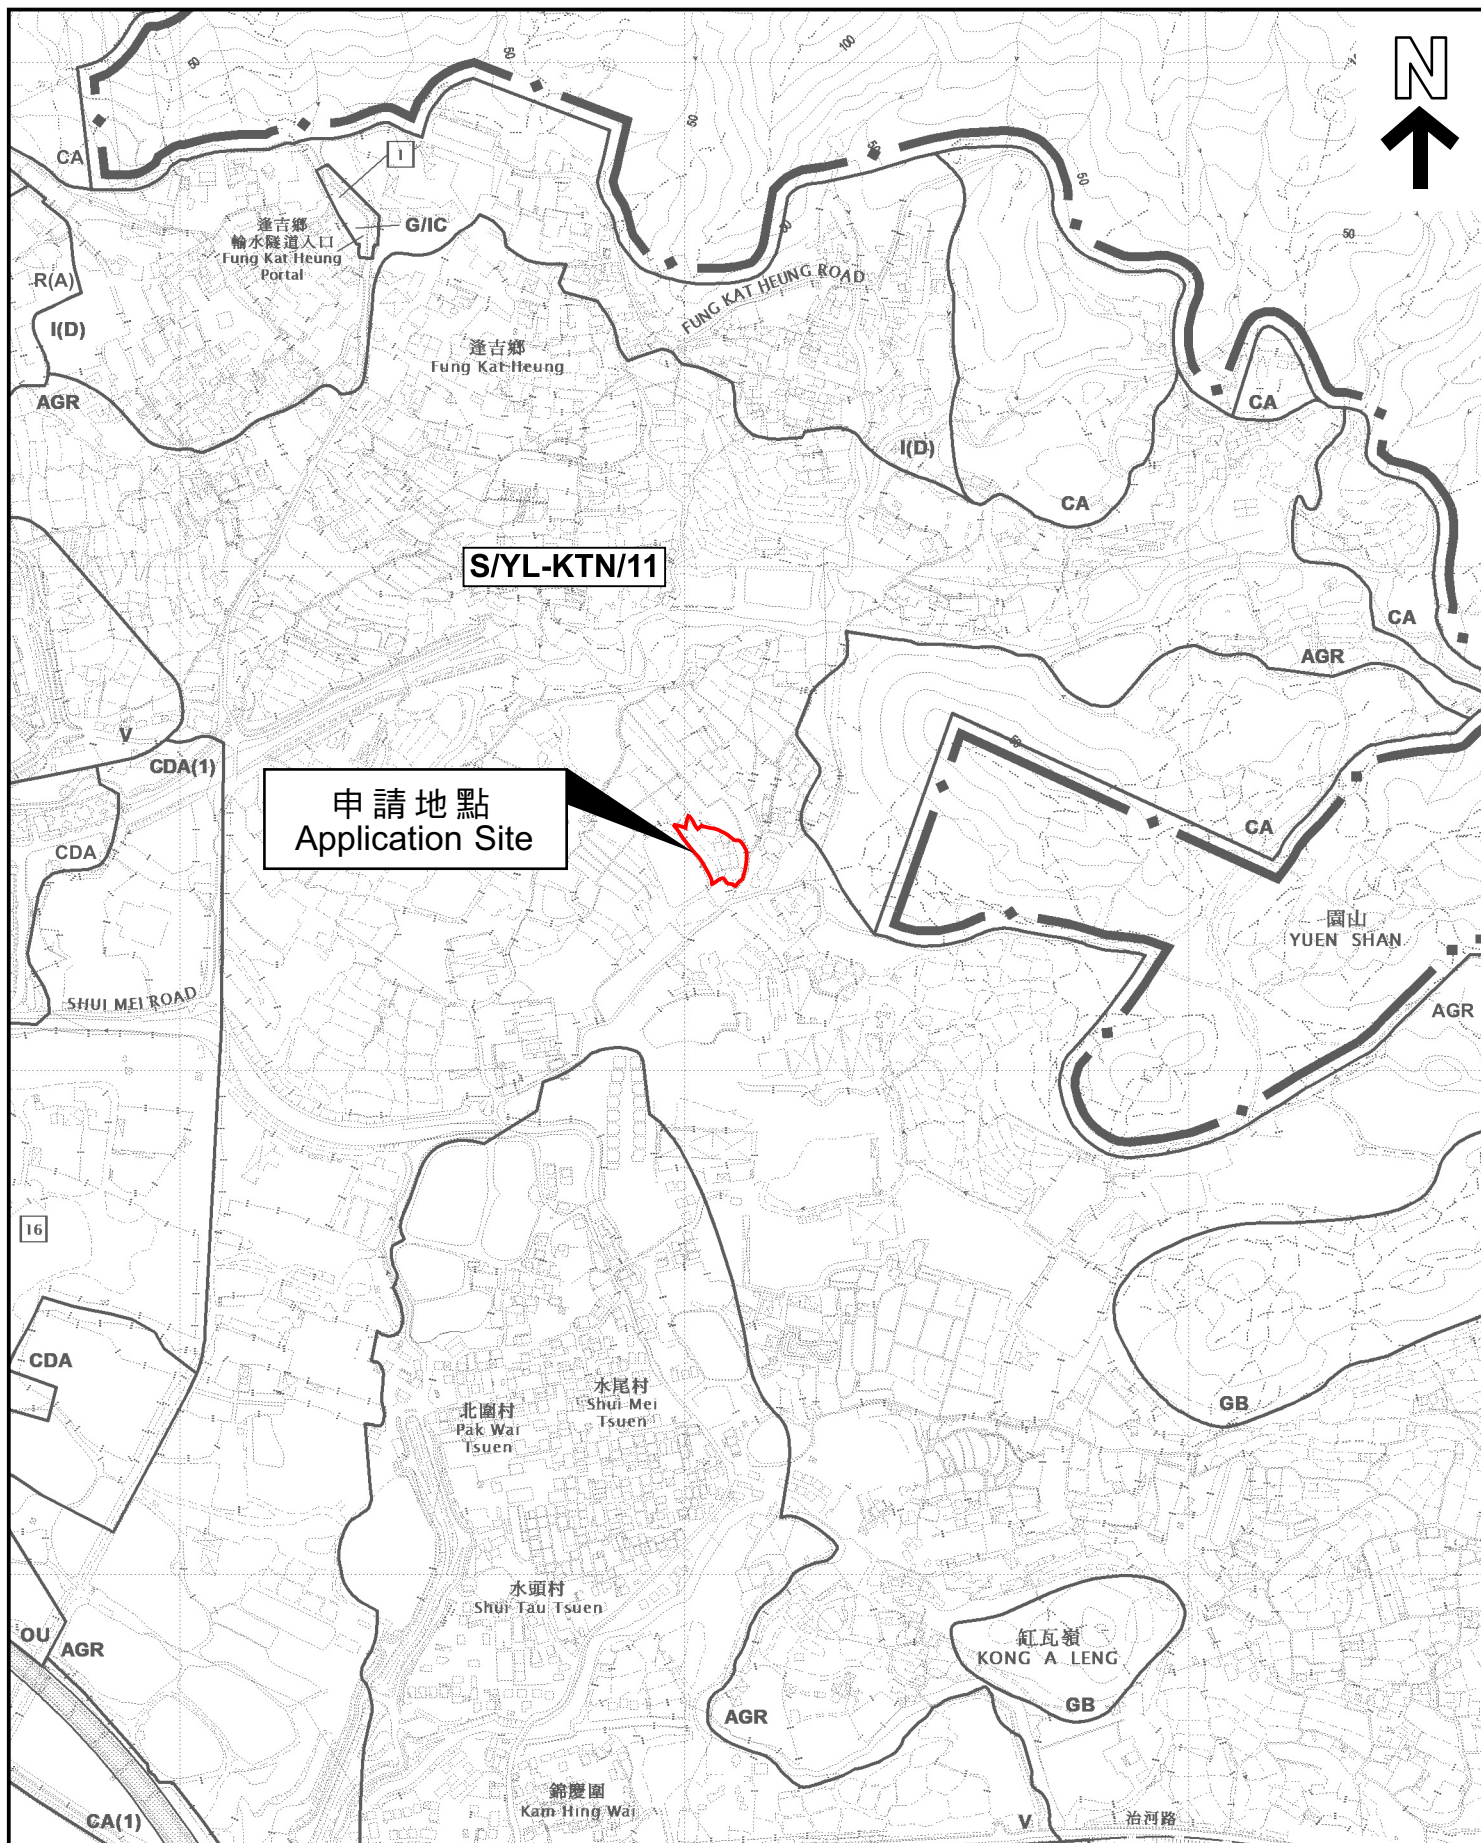 N
50
50
100
50
50
50
50
50
CA
1
逢吉鄉
輸水隧道入口
Fung Kat Heung
Portal
G/IC
R(A)
I(D)
FUNG KAT HEUNG ROAD
逢吉鄉
Fung Kat Heung
AGR
CA
I(D)
CA
S/YL-KTN/11
CA
AGR
V
CDA(1)
50
申請地點
Application Site
CA
CDA
園山
YUEN SHAN
SHUI MEI ROAD
AGR
16
CDA
水尾村
Shui Mei
Tsuen
北圍村
Pak Wai
Tsuen
GB
水頭村
Shui Tau Tsuen
OU
AGR
缸瓦嶺
KONG A LENG
GB
AGR
錦慶圍
Kam Hing Wai
CA(1)
V
治河路